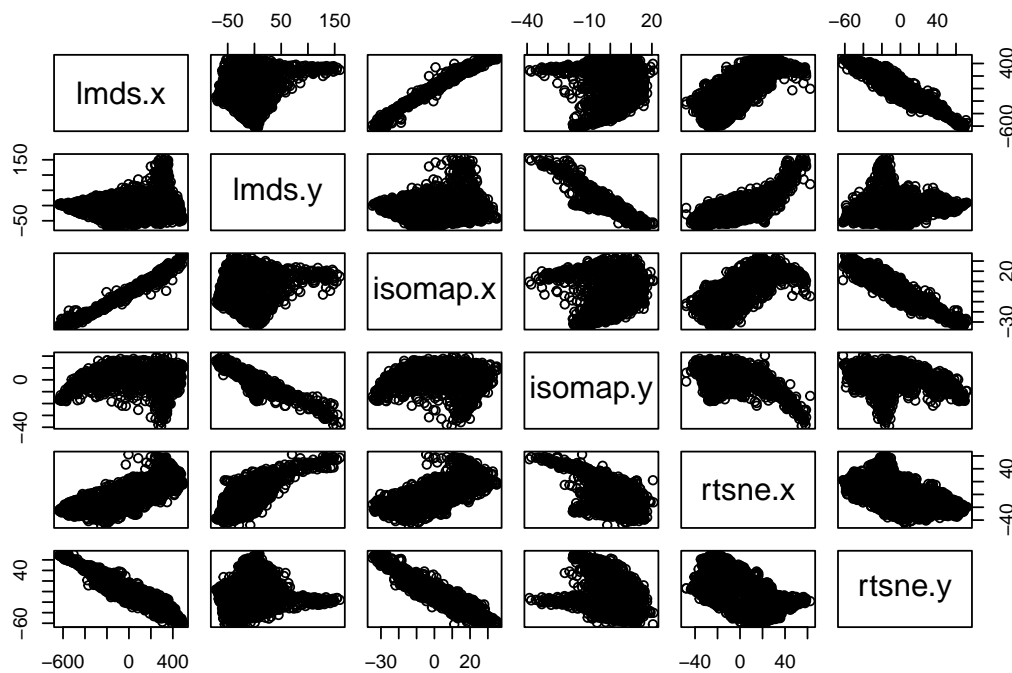 −50 50 150 −40 −10 20 −60 0 40
lmds.x
−600 400
−50 150
lmds.y
isomap.x
−30 20
−40 0
isomap.y
rtsne.x
−40 40
−60 40
rtsne.y
−600 0 400 −30 0 20 −40 0 40